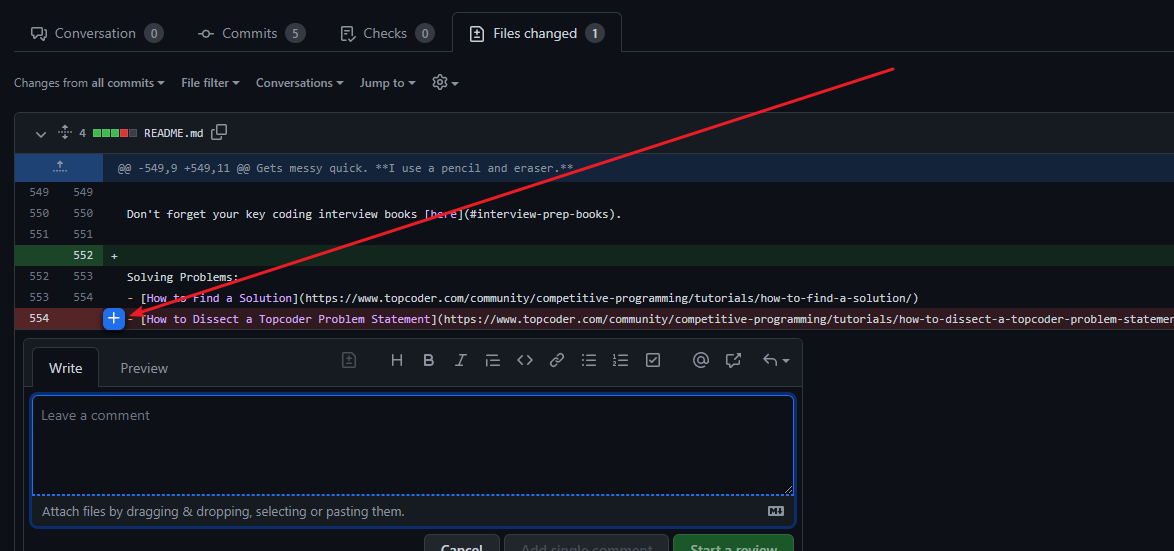 Conversation 0 Commits 5 Checks 0 Files changed 1
Changes from all commits File filter Conversations Jump to
4 README.md
@@ -549,9 +549,11 @@ Gets messy quick. **I use a pencil and eraser.**
549 549
550 550 Don't forget your key coding interview books [here](#interview-prep-books).
551 551
552 +
552 553 Solving Problems:
553 554 - [How to Find a Solution](https://www.topcoder.com/community/competitive-programming/tutorials/how-to-find-a-solution/)
554 - [How to Dissect a Topcoder Problem Statement](https://www.topcoder.com/community/competitive-programming/tutorials/how-to-dissect-a-topcoder-problem-statemen
Write Preview
Leave a comment
Attach files by dragging & dropping, selecting or pasting them.
Cancel Add single comment Start a review